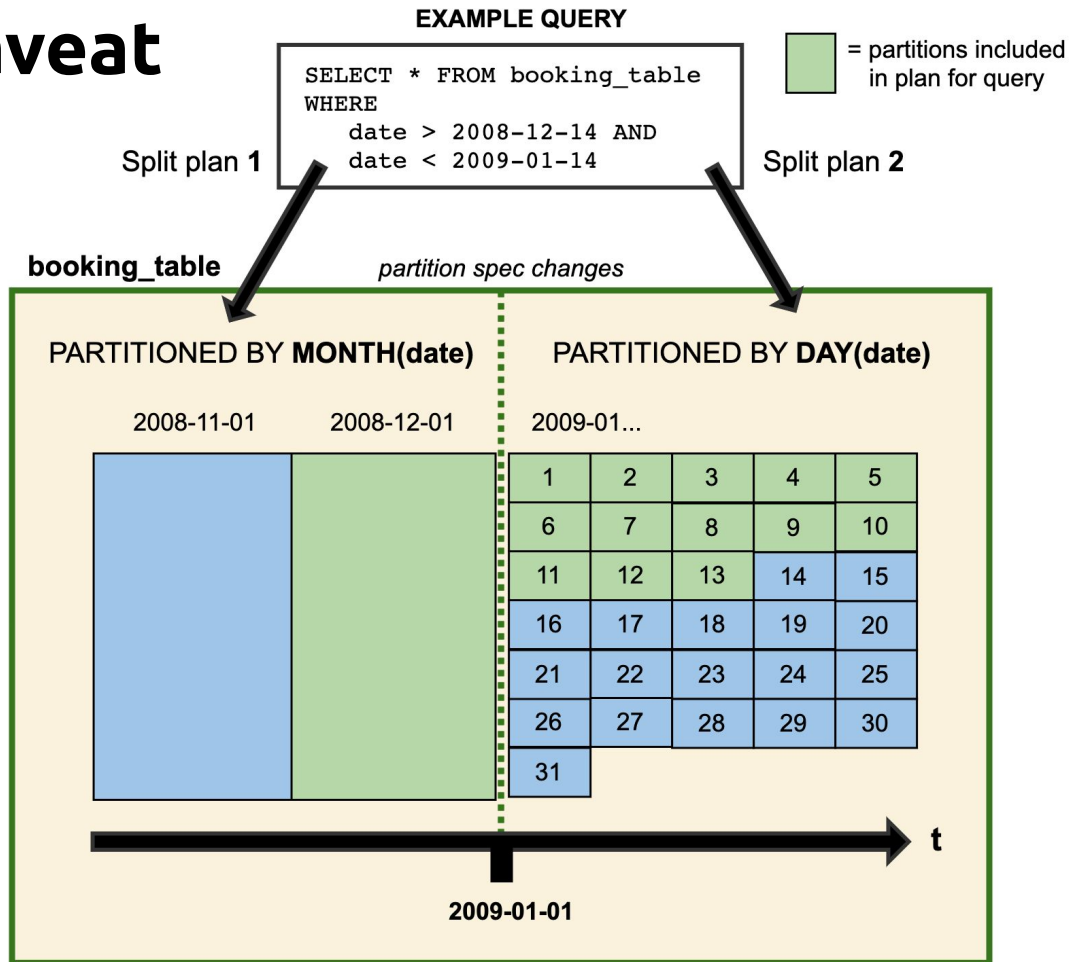 EXAMPLE QUERY
SELECT * FROM booking_table
WHERE
date > 2008-12-14 AND
date < 2009-01-14
= partitions included
in plan for query
Split plan 1
Split plan 2
booking_table
partition spec changes
PARTITIONED BY MONTH(date)
PARTITIONED BY DAY(date)
2008-11-01
2008-12-01
2009-01...
1 2 3 4 5
6 7 8 9 10
11 12 13 14 15
16 17 18 19 20
21 22 23 24 25
26 27 28 29 30
31
t
2009-01-01